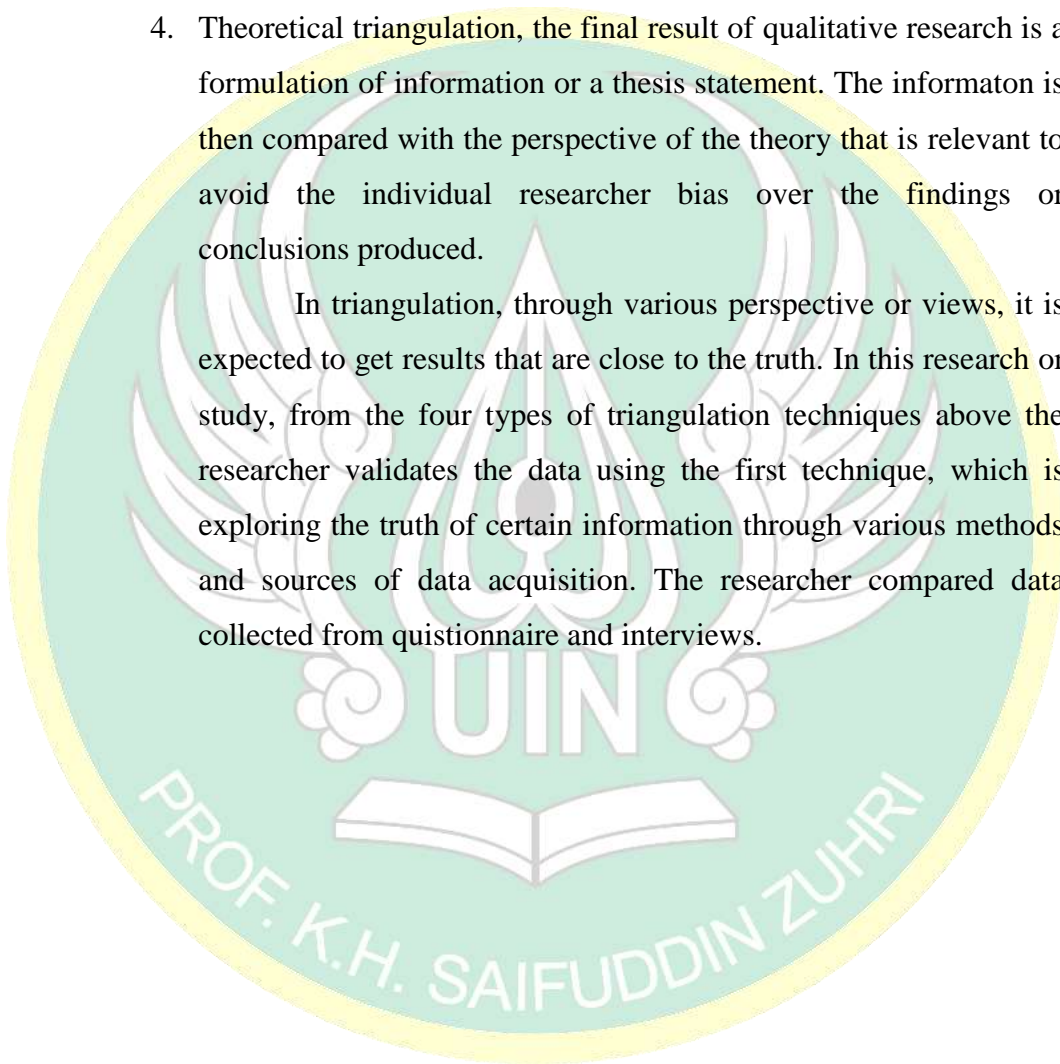 4. Theoretical triangulation, the final result of qualitative research is a
formulation of information or a thesis statement. The informaton is
then compared with the perspective of the theory that is relevant to
avoid the individual researcher bias over the findings or
conclusions produced.
In triangulation, through various perspective or views, it is
expected to get results that are close to the truth. In this research or
study, from the four types of triangulation techniques above the
researcher validates the data using the first technique, which is
exploring the truth of certain information through various methods
and sources of data acquisition. The researcher compared data
collected from quistionnaire and interviews.
UIN
PROF. K.H. SAIFUDDIN ZUHRI